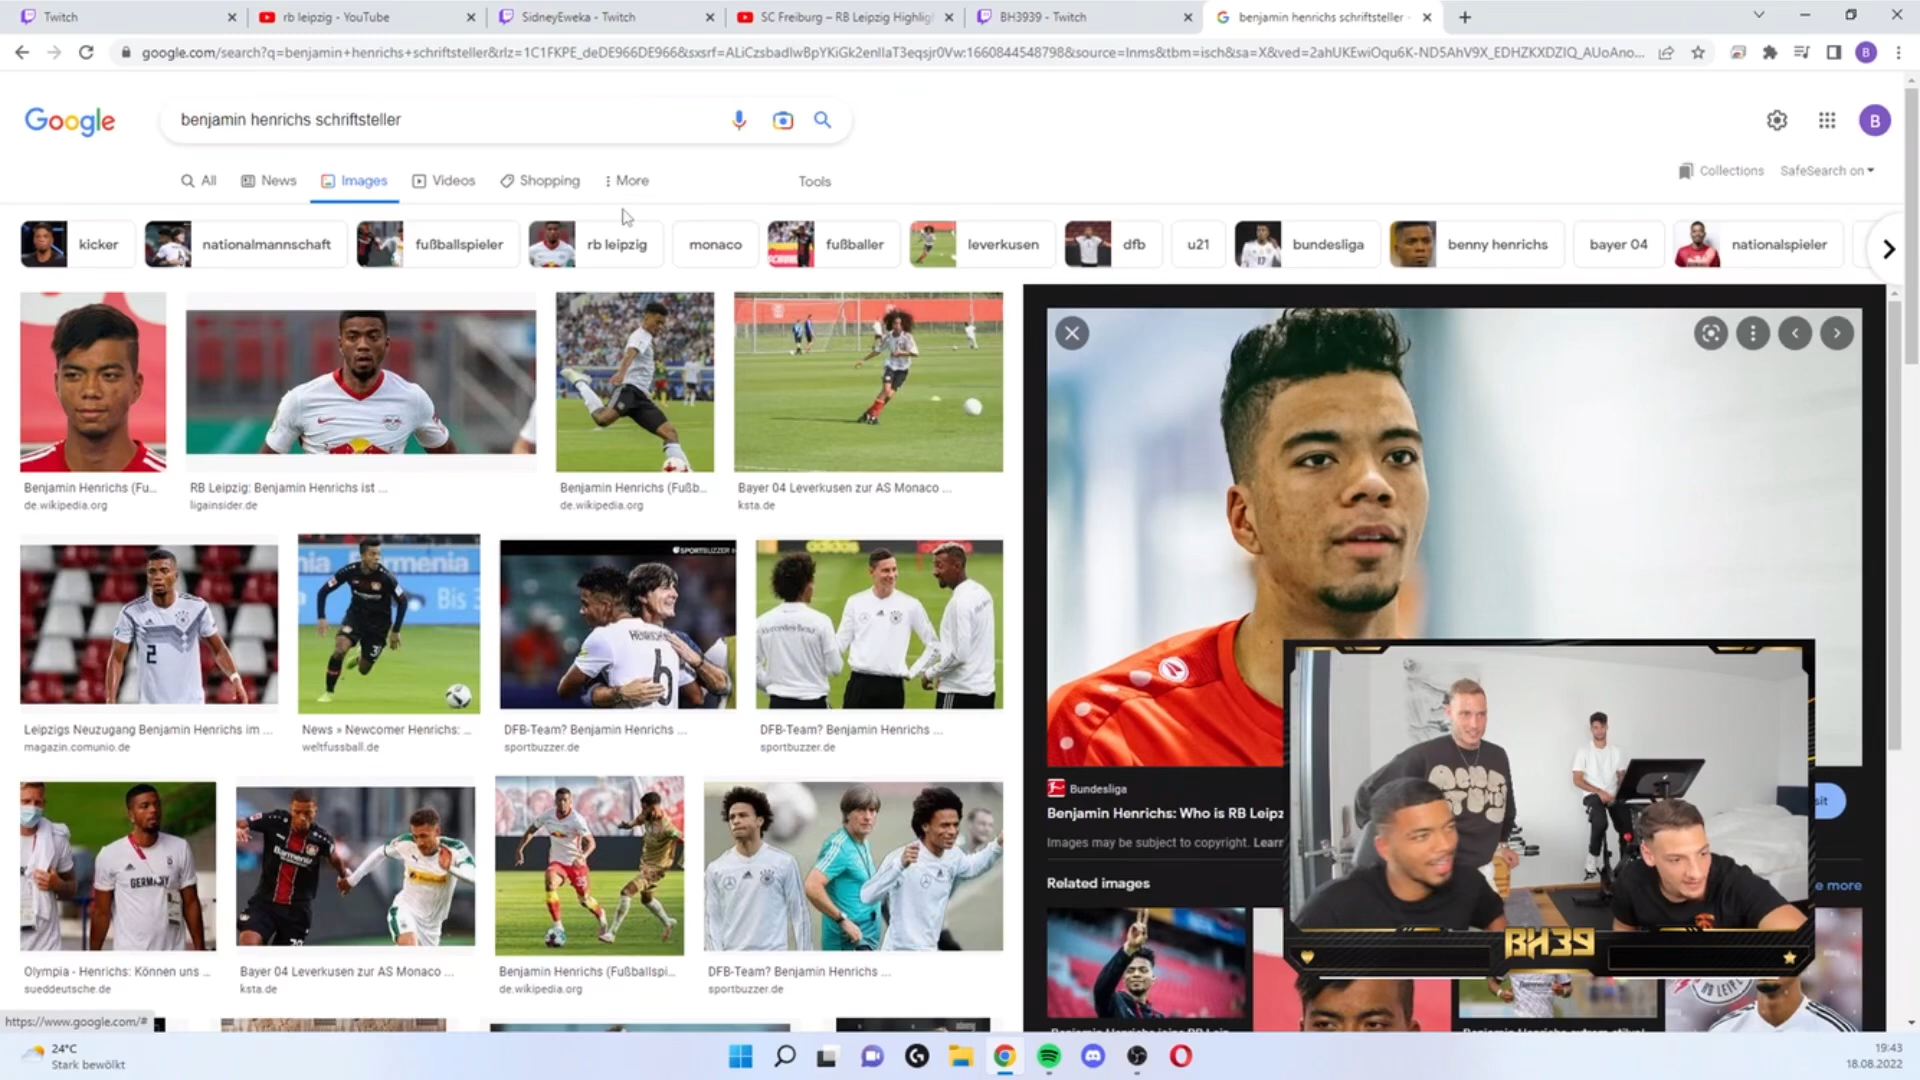 Twitch
rb leipzig - YouTube
SidneyEweka - Twitch
SC Freiburg – RB Leipzig Highlig
BH3939 - Twitch
benjamin henrichs schriftsteller -
Google
benjamin henrichs schriftsteller
B
All
News
Images
Videos
Shopping
More
Tools
Collections
SafeSearch on
kicker
nationalmannschaft
fußballspieler
rb leipzig
monaco
fußballer
leverkusen
dfb
u21
bundesliga
benny henrichs
bayer 04
nationalspieler
Benjamin Henrichs (Fu...
de.wikipedia.org
RB Leipzig: Benjamin Henrichs ist ...
ligainsider.de
Benjamin Henrichs (Fußb...
de.wikipedia.org
Bayer 04 Leverkusen zur AS Monaco ...
ksta.de
SPORTBUZZER
HENRICHS
6
2
Leipzigs Neuzugang Benjamin Henrichs im ...
magazin.comunio.de
News » Newcomer Henrichs: ...
weltfussball.de
DFB-Team? Benjamin Henrichs ...
sportbuzzer.de
DFB-Team? Benjamin Henrichs ...
sportbuzzer.de
GERMANY
Olympia - Henrichs: Können uns ...
sueddeutsche.de
Bayer 04 Leverkusen zur AS Monaco ...
ksta.de
Benjamin Henrichs (Fußballspi...
de.wikipedia.org
DFB-Team? Benjamin Henrichs ...
sportbuzzer.de
Bundesliga
Benjamin Henrichs: Who is RB Leipz
Images may be subject to copyright. Learn
Related images
e more
BH39
https://www.google.com/#
24°C
Stark bewölkt
19:43
18.08.2022